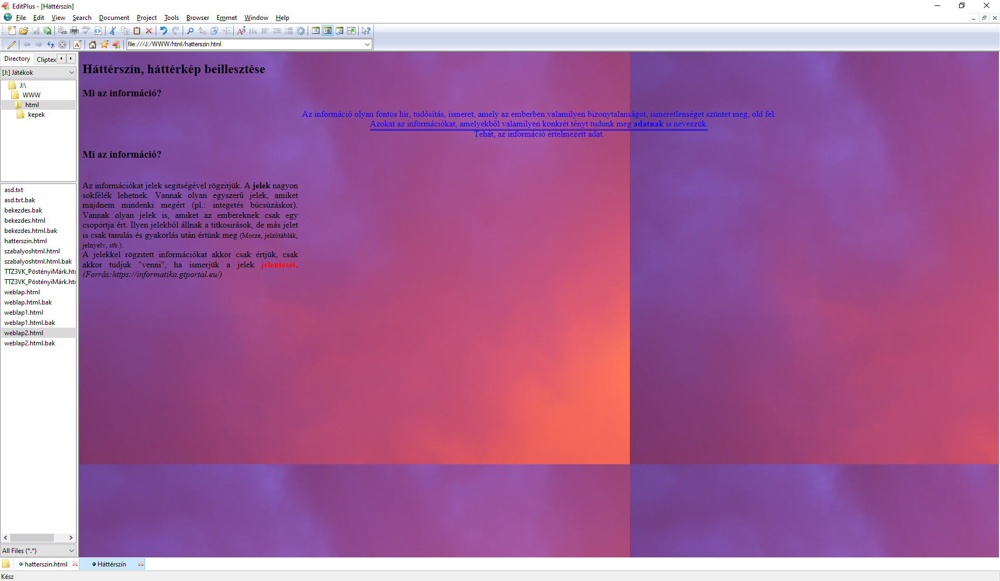 EditPlus - [Háttérszín]
File Edit View Search Document Project Tools Browser Emmet Window Help
file:///J:/WWW/html/hatterszin.html
Directory Cliptex
[J:] Játékok
J:\
WWW
html
kepek
asd.txt
asd.txt.bak
bekezdes.bak
bekezdes.html
bekezdes.html.bak
hatterszin.html
szabalyoshtml.html
szabalyoshtml.html.bak
TTZ3VK_PöstényiMárk.htr
TTZ3VK_PöstényiMárk.htr
weblap.html
weblap.html.bak
weblap1.html
weblap1.html.bak
weblap2.html
weblap2.html.bak
All Files (*.*)
Háttérszín, háttérkép beillesztése
Mi az információ?
Az információ olyan fontos hír, tudósítás, ismeret, amely az emberben valamilyen bizonytalanságot, ismeretlenséget szüntet meg, old fel.
Azokat az információkat, amelyekből valamilyen konkrét tényt tudunk meg adatnak is nevezzük.
Tehát, az információ értelmezett adat.
Mi az információ?
Az információkat jelek segitségével rögzitjük. A jelek nagyon
sokfélék lehetnek. Vannak olyan egyszerű jelek, amiket
majdnem mindenki megért (pl.: integetés búcsúzáskor).
Vannak olyan jelek is, amiket az embereknek csak egy
csoportja ért. Ilyen jelekből állnak a titkosirások, de más jelet
is csak tanulás és gyakorlás után értünk meg (Morze, jelzőtáblák,
jelnyelv, stb.).
A jelekkel rögzitett információkat akkor csak értjük, csak
akkor tudjuk "venni", ha ismerjük a jelek jelentését.
(Forrás:https://informatika.gtportal.eu/)
hatterszin.html Háttérszín
Kész